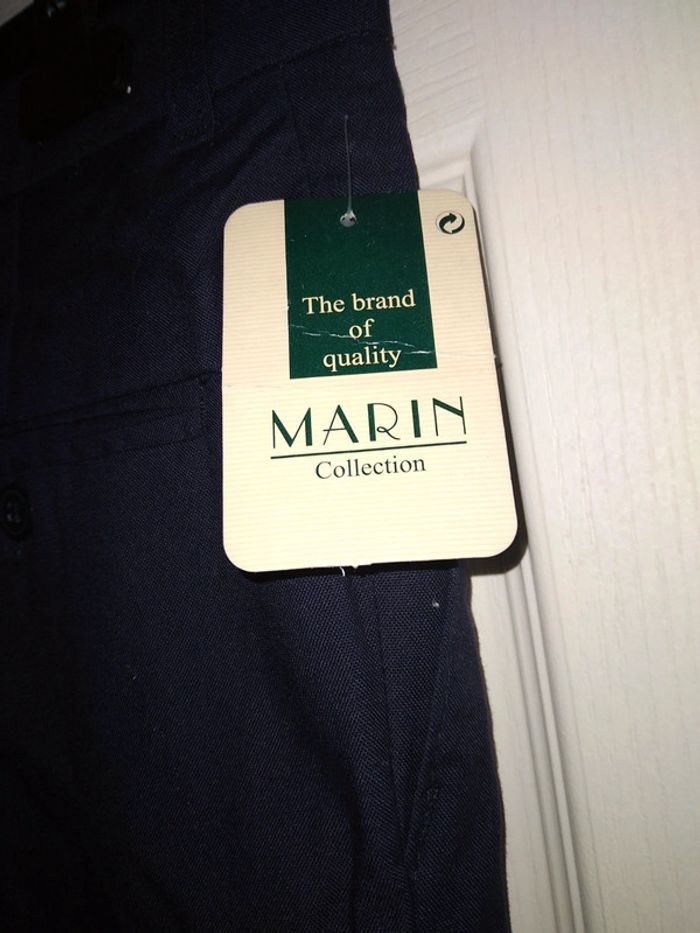 The brand
of
quality
MARIN
Collection